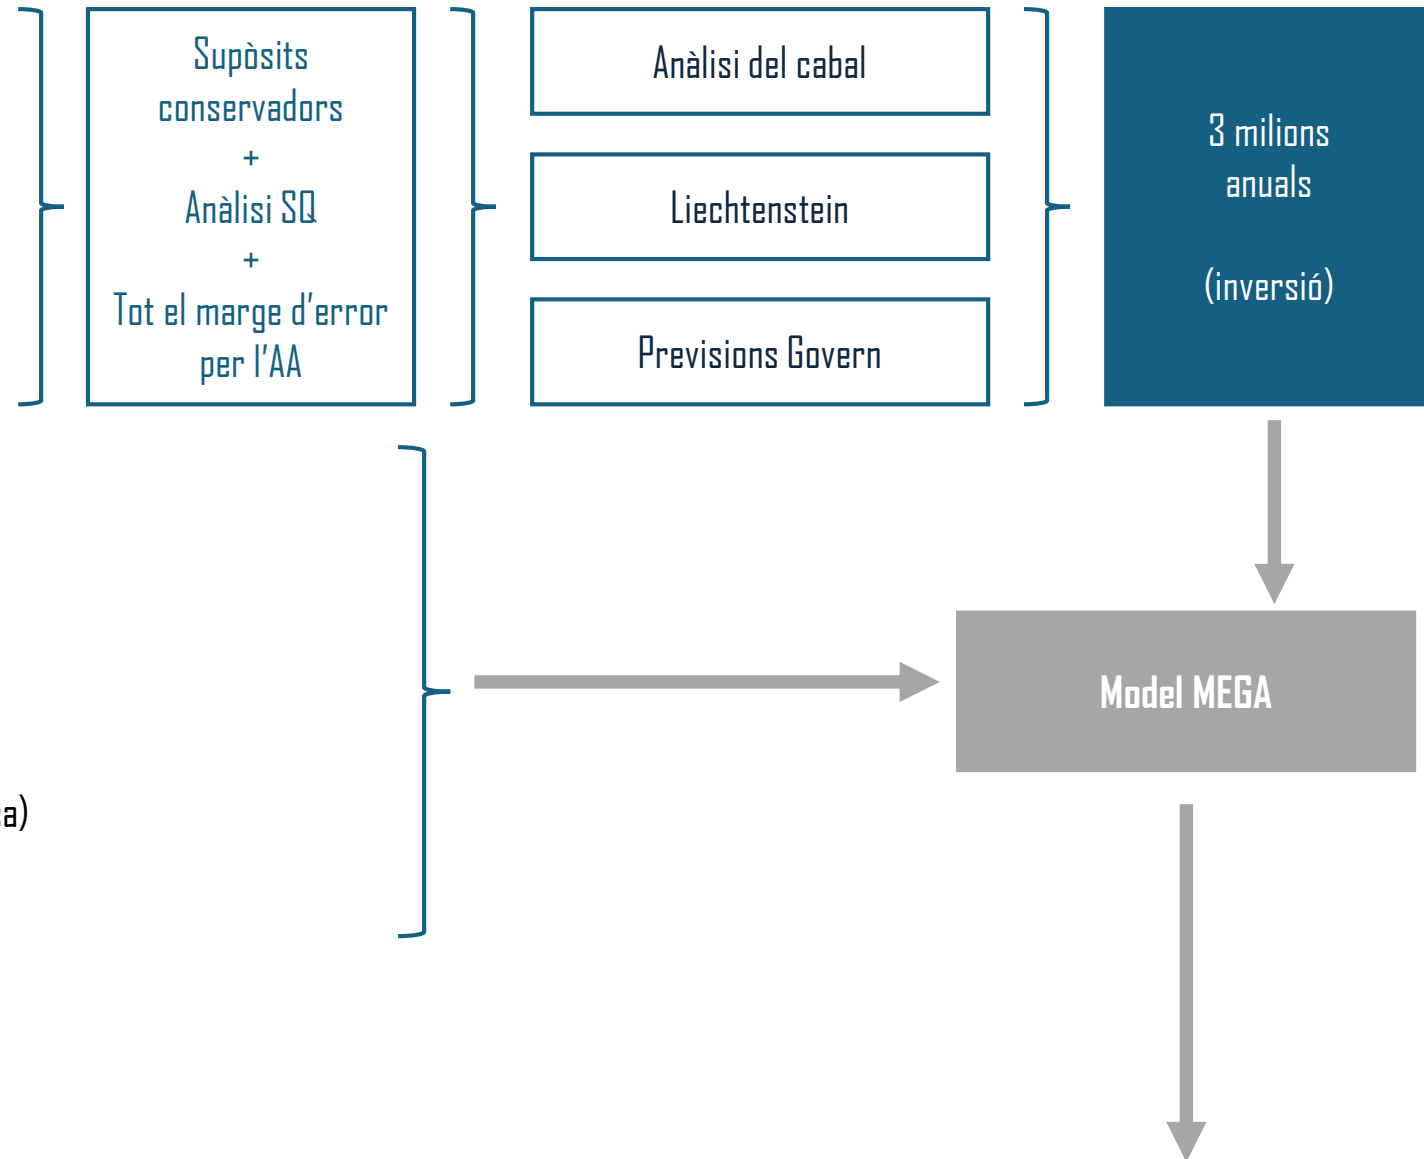 Supòsits
conservadors
+
Anàlisi SQ
+
Tot el marge d'error
per l'AA
Anàlisi del cabal
Liechtenstein
Previsions Govern
3 milions
anuals
(inversió)
Model MEGA
a)